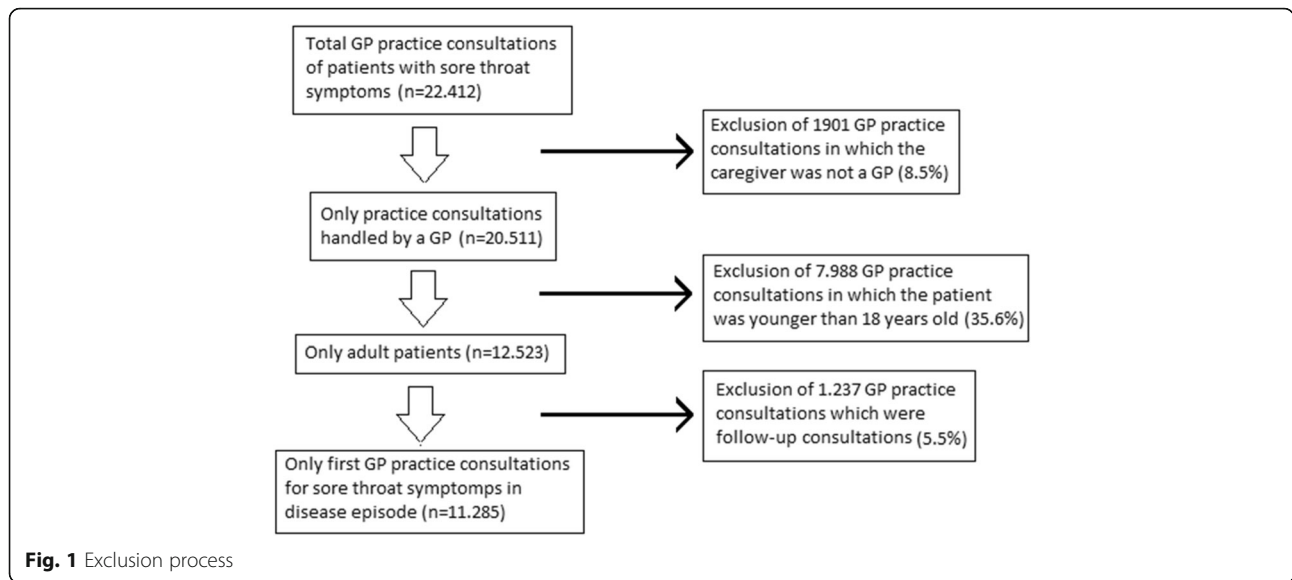 Total GP practice consultations
of patients with sore throat
symptoms (n=22.412)
Exclusion of 1901 GP practice
consultations in which the
caregiver was not a GP (8.5%)
Only practice consultations
handled by a GP (n=20.511)
Exclusion of 7.988 GP practice
consultations in which the patient
was younger than 18 years old (35.6%)
Only adult patients (n=12.523)
Exclusion of 1.237 GP practice
consultations which were
follow-up consultations (5.5%)
Only first GP practice consultations
for sore throat symptomps in
disease episode (n=11.285)
Fig. 1 Exclusion process